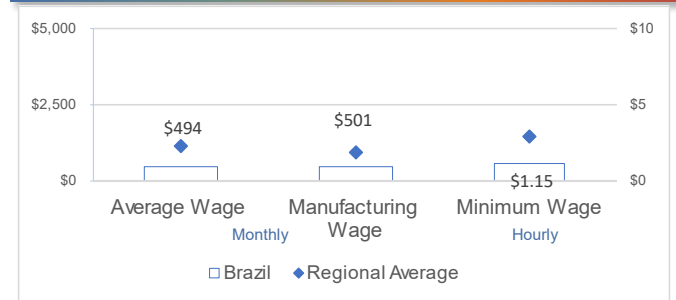 $5,000
$10
$2,500
$5
$494
$501
$0
$1.15
$0
Average Wage
Manufacturing
Wage
Minimum Wage
Monthly
Hourly
Brazil
Regional Average